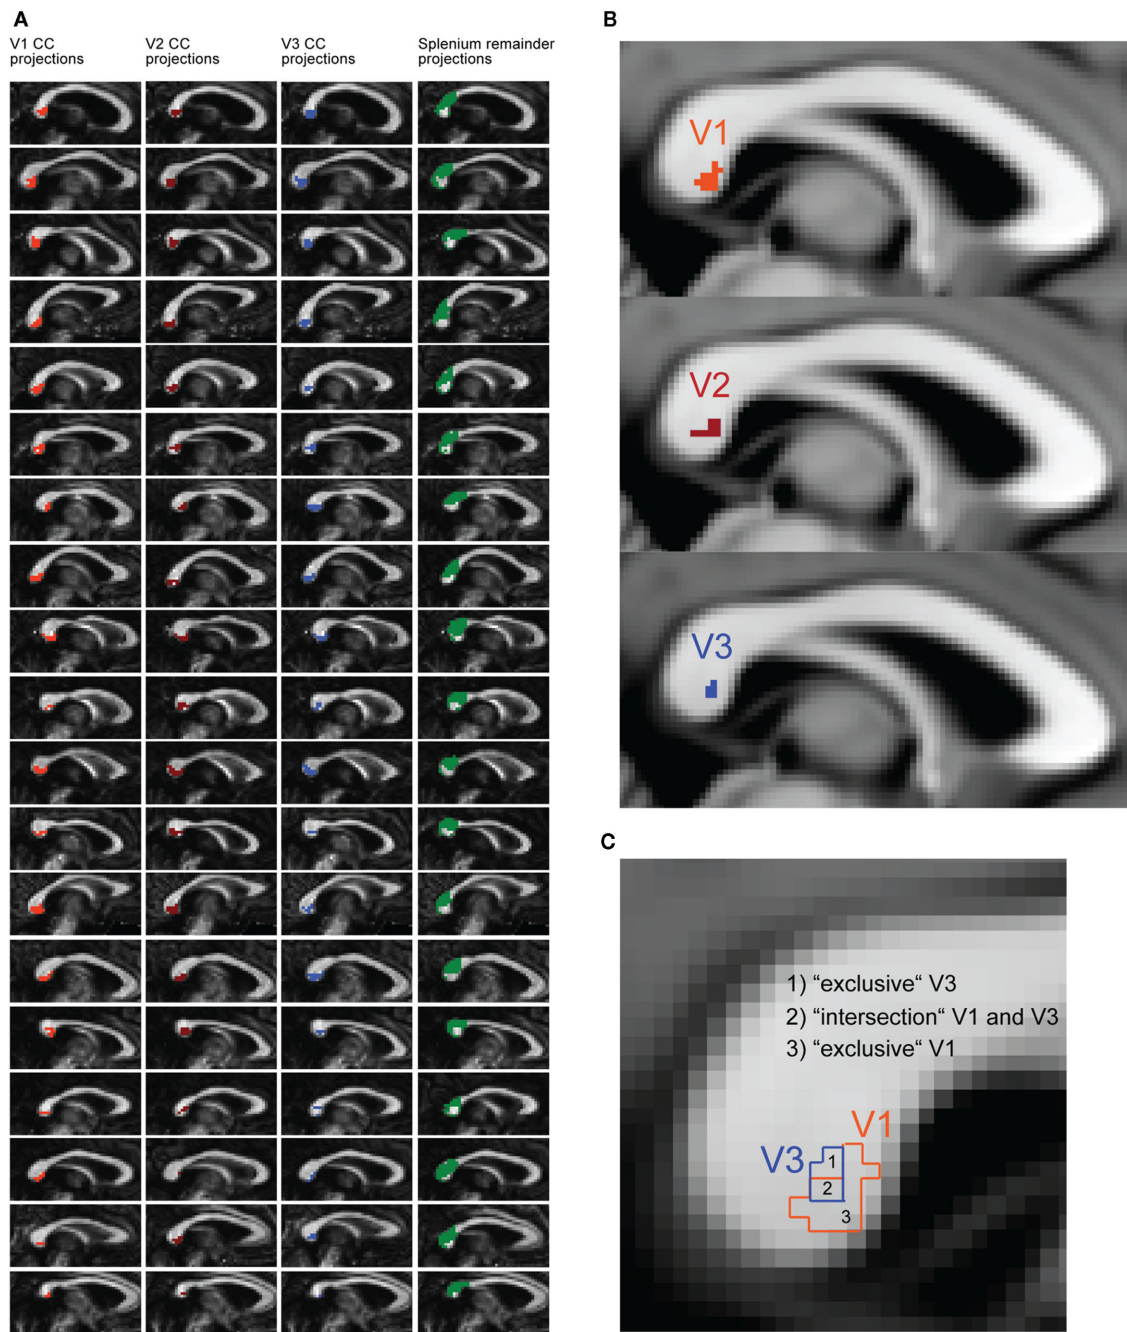 A
V1 CC
projections
V2 CC
projections
V3 CC
projections
Splenium remainder
projections
B
V1
V2
V3
C
1) “exclusive“ V3
2) “intersection“ V1 and V3
3) “exclusive“ V1
V1
V3
1
2
3